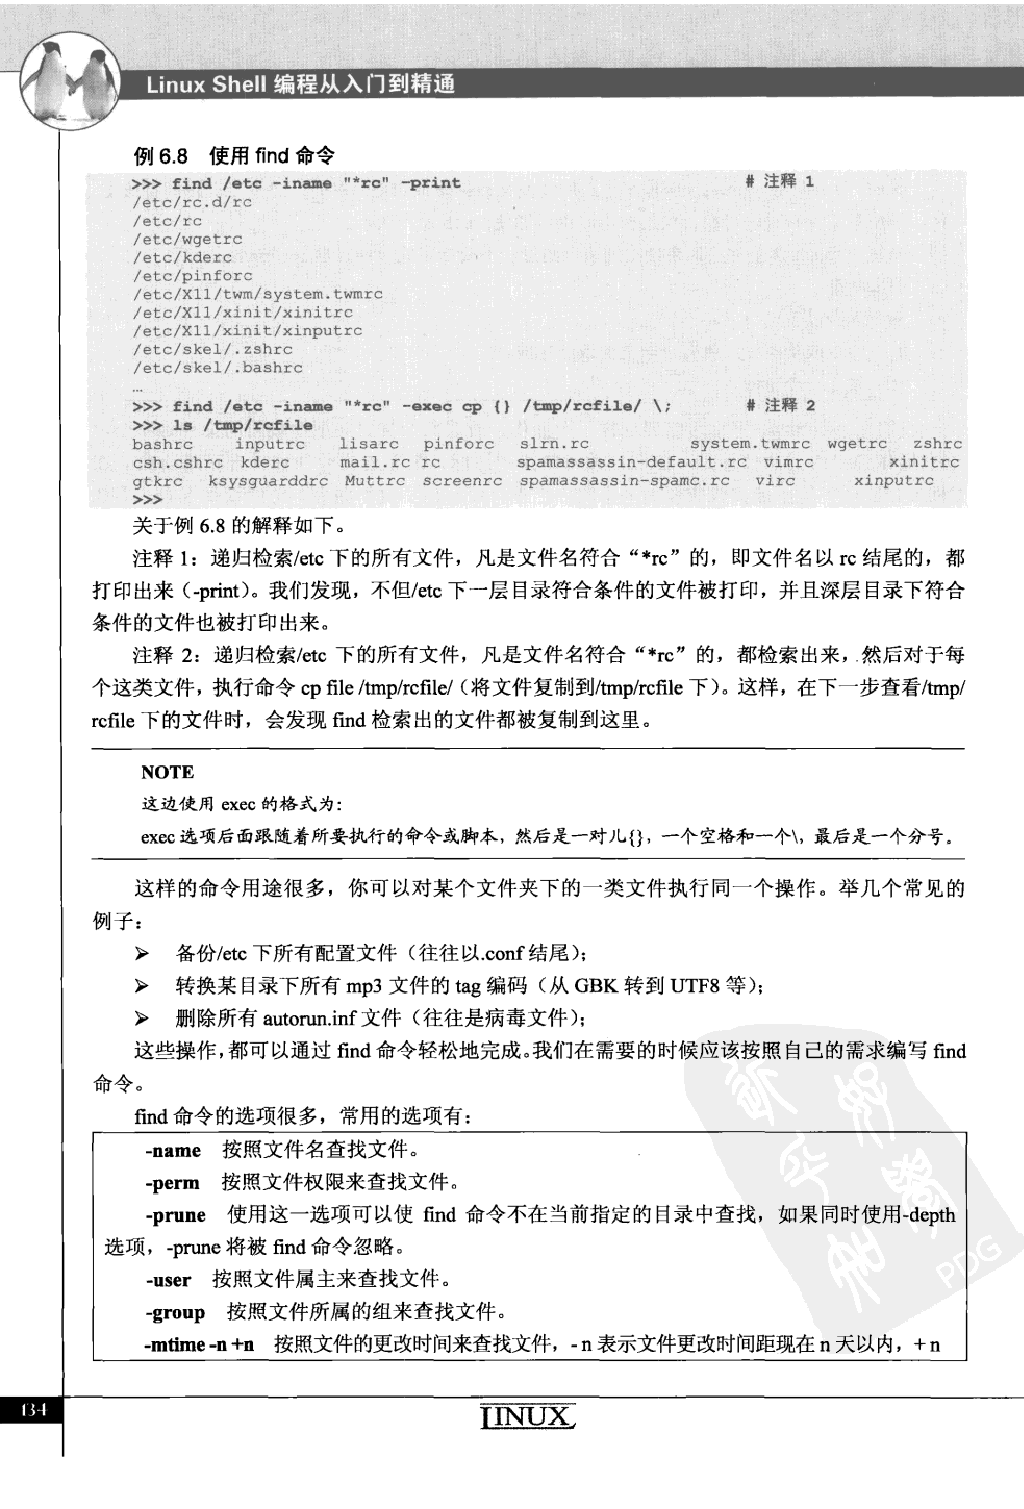 Linux Shell 编程从入门到精通
例 6.8 使用 find 命令
>>> find /etc -iname "*rc" -print # 注释 1
/etc/rc.d/rc
/etc/rc
/etc/wgetrc
/etc/kderc
/etc/pinforc
/etc/X11/twm/system.twmrc
/etc/X11/xinit/xinitrc
/etc/X11/xinit/xinputrc
/etc/skel/.zshrc
/etc/skel/.bashrc
…
>>> find /etc -iname "*rc" -exec cp {} /tmp/rcfile/ \; # 注释 2
>>> ls /tmp/rcfile
bashrc inputrc lisarc pinforc slrn.rc system.twmrc wgetrc zshrc
csh.cshrc kderc mail.rc rc spamassassin-default.rc vimrc xinitrc
gtkrc ksysguarddrc Muttrc screenrc spamassassin-spamc.rc virc xinputrc
>>>
关于例 6.8 的解释如下。
注释 1：递归检索/etc 下的所有文件，凡是文件名符合“*rc”的，即文件名以 rc 结尾的，都
打印出来（-print）。我们发现，不但/etc 下一层目录符合条件的文件被打印，并且深层目录下符合
条件的文件也被打印出来。
注释 2：递归检索/etc 下的所有文件，凡是文件名符合“*rc”的，都检索出来，然后对于每
个这类文件，执行命令 cp file /tmp/rcfile/（将文件复制到/tmp/rcfile 下）。这样，在下一步查看/tmp/
rcfile 下的文件时，会发现 find 检索出的文件都被复制到这里。
NOTE
这边使用 exec 的格式为：
exec 选项后面跟随着所要执行的命令或脚本，然后是一对儿{}，一个空格和一个\，最后是一个分号。
这样的命令用途很多，你可以对某个文件夹下的一类文件执行同一个操作。举几个常见的
例子：
➢ 备份/etc 下所有配置文件（往往以.conf 结尾）；
➢ 转换某目录下所有 mp3 文件的 tag 编码（从 GBK 转到 UTF8 等）；
➢ 删除所有 autorun.inf 文件（往往是病毒文件）；
这些操作，都可以通过 find 命令轻松地完成。我们在需要的时候应该按照自己的需求编写 find
命令。
find 命令的选项很多，常用的选项有：
-name 按照文件名查找文件。
-perm 按照文件权限来查找文件。
-prune 使用这一选项可以使 find 命令不在当前指定的目录中查找，如果同时使用-depth
选项，-prune 将被 find 命令忽略。
-user 按照文件属主来查找文件。
-group 按照文件所属的组来查找文件。
-mtime -n +n 按照文件的更改时间来查找文件，- n 表示文件更改时间距现在 n 天以内，+ n
PDG
134
LINUX